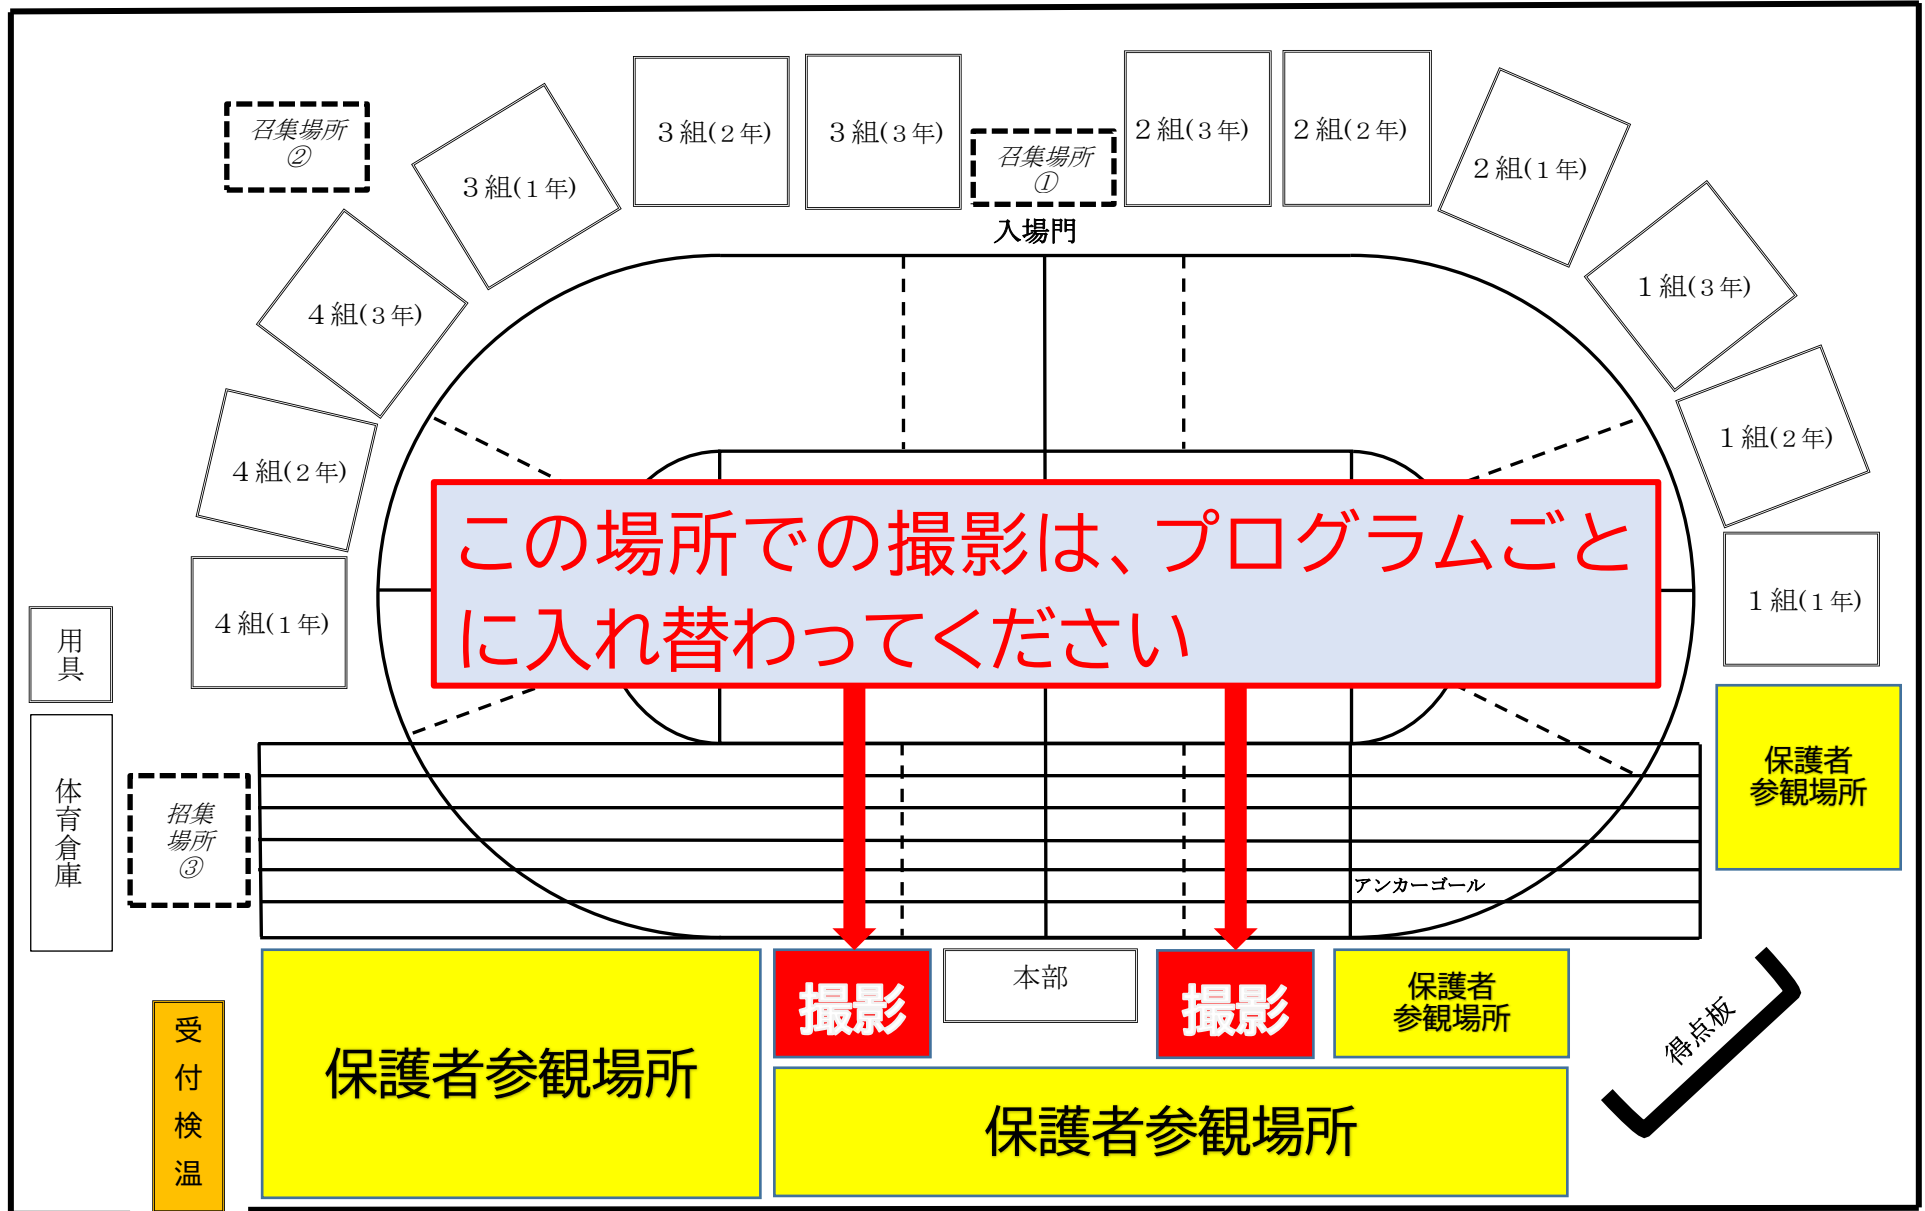 召集場所
②
3組(1年)
3組(2年)
3組(3年)
召集場所
①
入場門
2組(3年)
2組(2年)
2組(1年)
1組(3年)
1組(2年)
1組(1年)
4組(3年)
4組(2年)
4組(1年)
この場所での撮影は、プログラムごと
に入れ替わってください
用具
体育倉庫
招集
場所
③
保護者
参観場所
アンカーゴール
受付検温
保護者参観場所
撮影
本部
撮影
保護者
参観場所
保護者参観場所
得点板